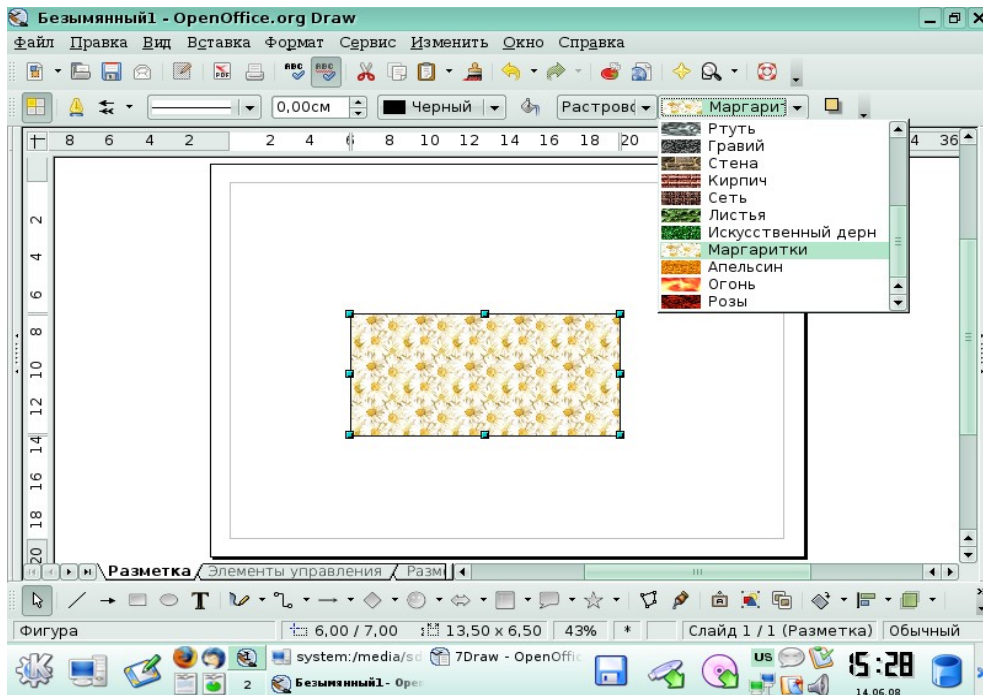 Безымянный1 - OpenOffice.org Draw
Файл Правка Вид Вставка Формат Сервис Изменить Окно Справка
0,00см Черный Растрово Маргарит
8 6 4 2 2 4 6 8 10 12 14 16 18 20 4 36
Ртуть
Гравий
Стена
Кирпич
Сеть
Листья
Искусственный дерн
Маргаритки
Апельсин
Огонь
Розы
2
4
6
8
10
12
14
16
18
20
Разметка Элементы управления Разм
Фигура 6,00 / 7,00 13,50 x 6,50 43% * Слайд 1 / 1 (Разметка) Обычный
system:/media/sd 7Draw - OpenOffic US 15:28
2 Безымянный1- Open 14.06.08